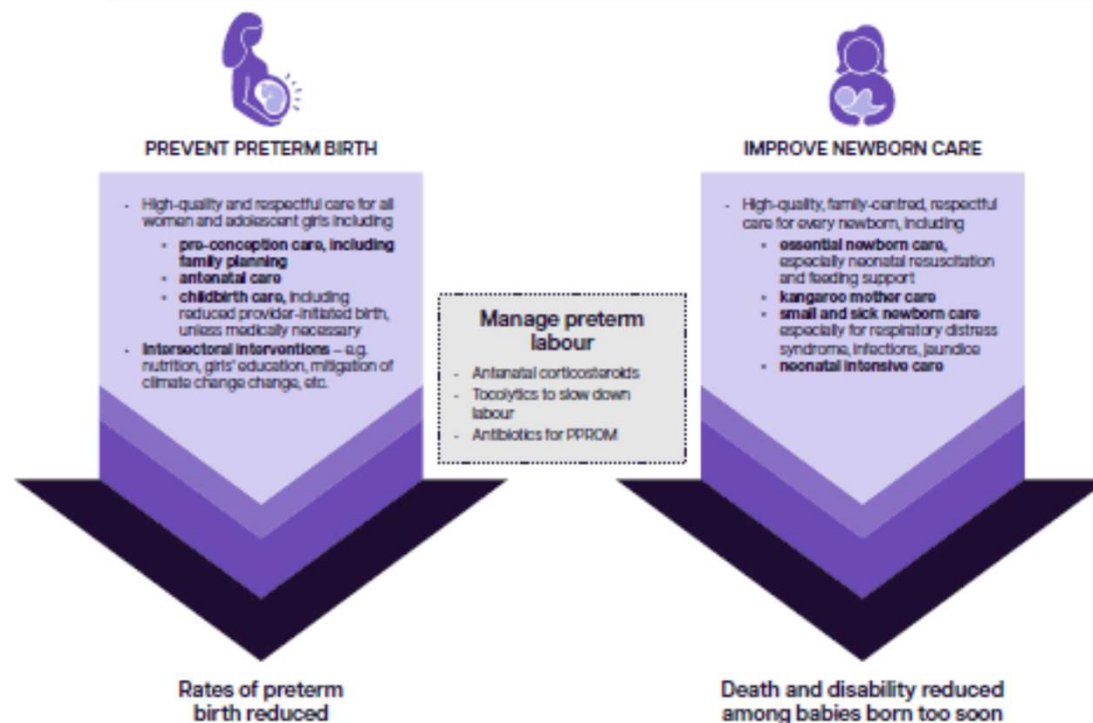 PREVENT PRETERM BIRTH
- High-quality and respectful care for all
women and adolescent girls including
• pre-conception care, including
family planning
• antenatal care
• childbirth care, including
reduced provider-initiated birth,
unless medically necessary
- Intersectoral interventions – e.g.
nutrition, girls' education, mitigation of
climate change change, etc.
Rates of preterm
birth reduced
Manage preterm
labour
- Antenatal corticosteroids
- Tocolytics to slow down
labour
- Antibiotics for PPROM
IMPROVE NEWBORN CARE
- High-quality, family-centred, respectful
care for every newborn, including
• essential newborn care,
especially neonatal resuscitation
and feeding support
• kangaroo mother care
• small and sick newborn care
especially for respiratory distress
syndrome, infections, jaundice
• neonatal intensive care
Death and disability reduced
among babies born too soon